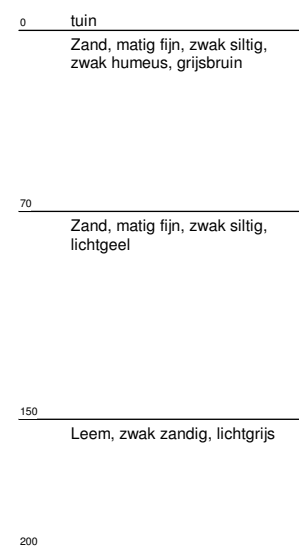 0 tuin
Zand, matig fijn, zwak siltig,
zwak humeus, grijsbruin
70
Zand, matig fijn, zwak siltig,
lichtgeel
150
Leem, zwak zandig, lichtgrijs
200